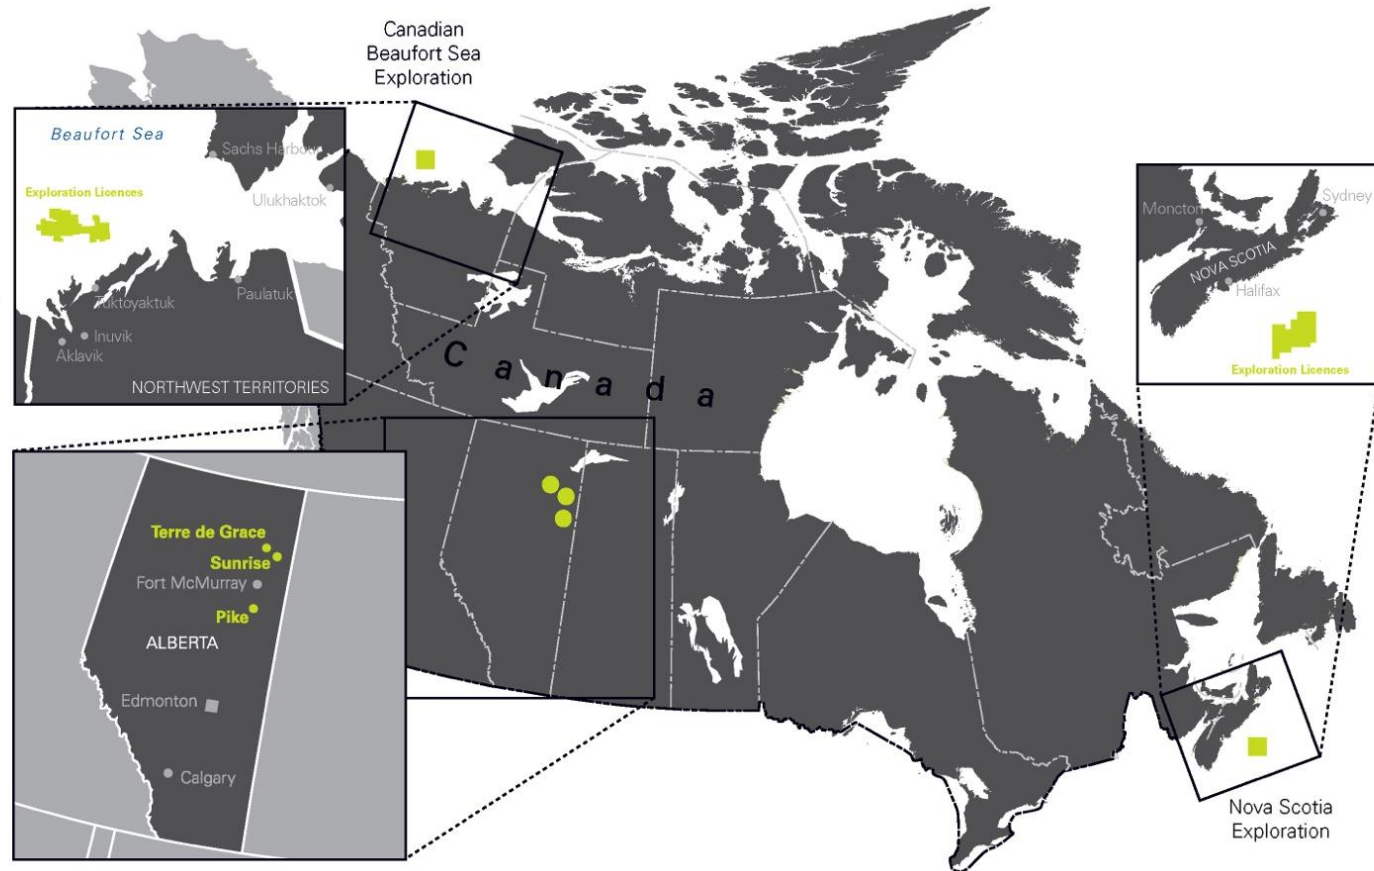 Canadian
Beaufort Sea
Exploration
Beaufort Sea
Sachs Harbour
Exploration Licences
Ulukhaktok
Tuktoyaktuk
Paulatuk
Inuvik
Aklavik
NORTHWEST TERRITORIES
Canada
Sydney
Moncton
NOVA SCOTIA
Halifax
Exploration Licences
Terre de Grace
Sunrise
Fort McMurray
Pike
ALBERTA
Edmonton
Calgary
Nova Scotia
Exploration